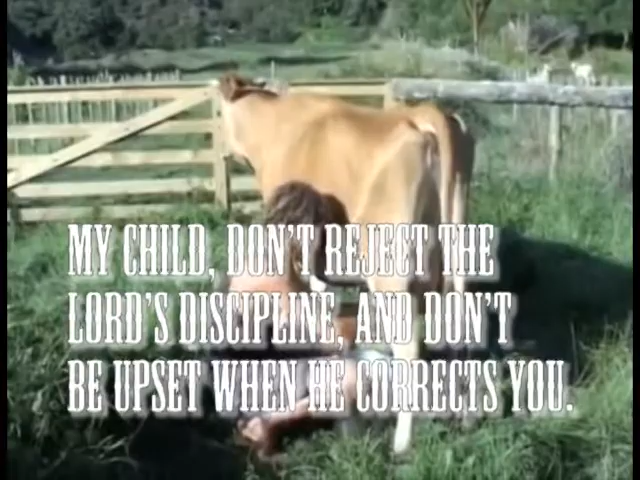 MY CHILD, DON'T REJECT THE
LORD'S DISCIPLINE, AND DON'T
BE UPSET WHEN HE CORRECTS YOU.